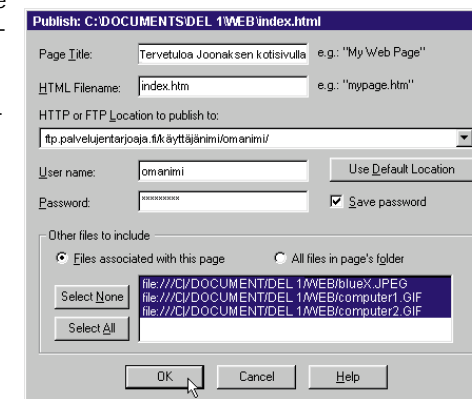 e
Publish: C:\DOCUMENTS\DEL 1\WEB\index.html
Page Title: Tervetuloa Joonaksen kotisivulla e.g.: "My Web Page"
HTML Filename: index.htm e.g.: "mypage.htm"
HTTP or FTP Location to publish to:
ftp.palvelujentarjoaja.fi/käyttäjänimi/omanimi/
User name: omanimi Use Default Location
Password: ********* Save password
Other files to include
Files associated with this page All files in page's folder
Select None
Select All
file:///C|/DOCUMENT/DEL 1/WEB/blueX.JPEG
file:///C|/DOCUMENT/DEL 1/WEB/computer1.GIF
file:///C|/DOCUMENT/DEL 1/WEB/computer2.GIF
OK Cancel Help